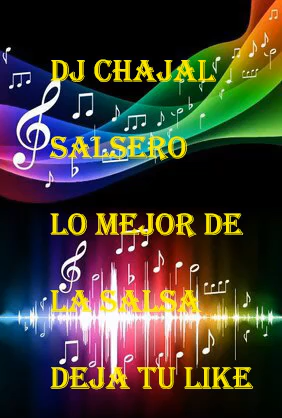 DJ CHAJAL
SALSERO
LO MEJOR DE
LA SALSA
DEJA TU LIKE